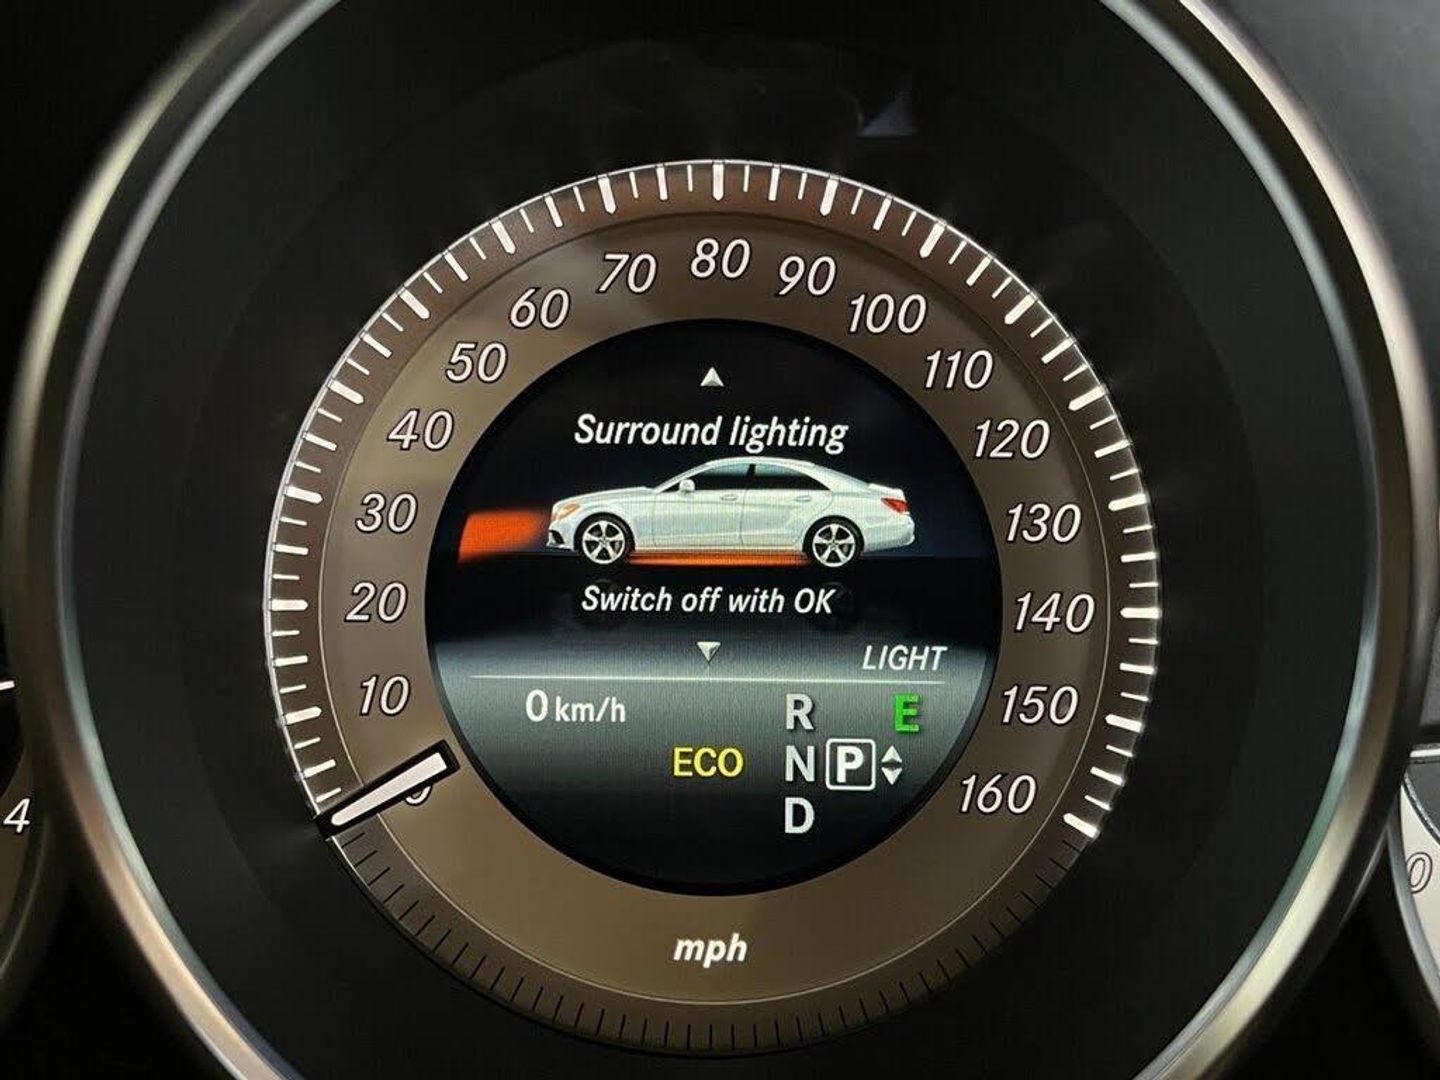 10
20
30
40
50
60
70
80
90
100
110
120
130
140
150
160
Surround lighting
Switch off with OK
LIGHT
0 km/h
R E
ECO N P
D
mph
4